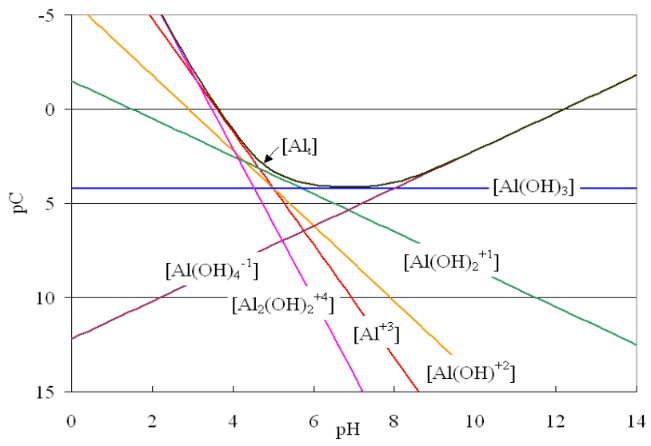 -5
0
5
10
15
pC
[Alₜ]
[Al(OH)₃]
[Al(OH)₂⁺¹]
[Al(OH)₄⁻¹]
[Al₂(OH)₂⁺⁴]
[Al⁺³]
[Al(OH)⁺²]
0 2 4 6 8 10 12 14
pH